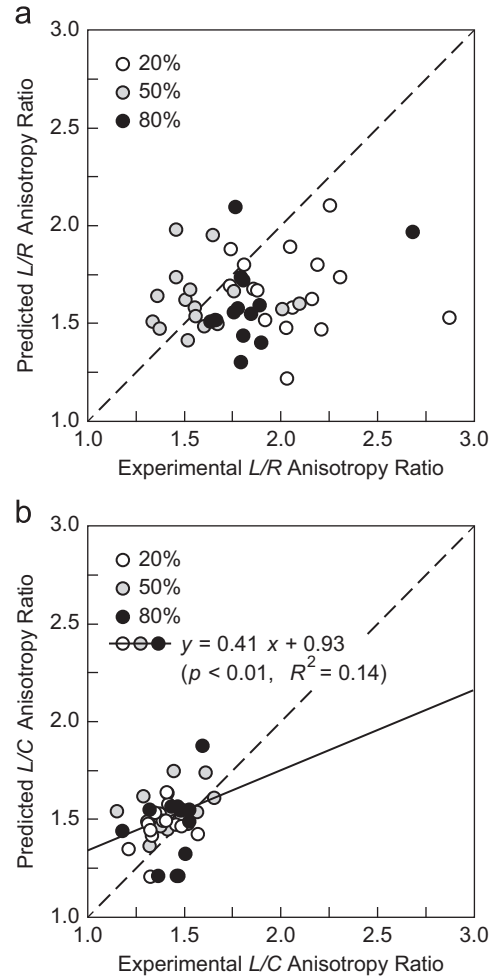 a
3.0
20%
50%
80%
2.5
2.0
1.5
1.0
Predicted L/R Anisotropy Ratio
1.0 1.5 2.0 2.5 3.0
Experimental L/R Anisotropy Ratio
b
3.0
20%
50%
80%
y = 0.41 x + 0.93
(p < 0.01, R² = 0.14)
2.5
2.0
1.5
1.0
Predicted L/C Anisotropy Ratio
1.0 1.5 2.0 2.5 3.0
Experimental L/C Anisotropy Ratio